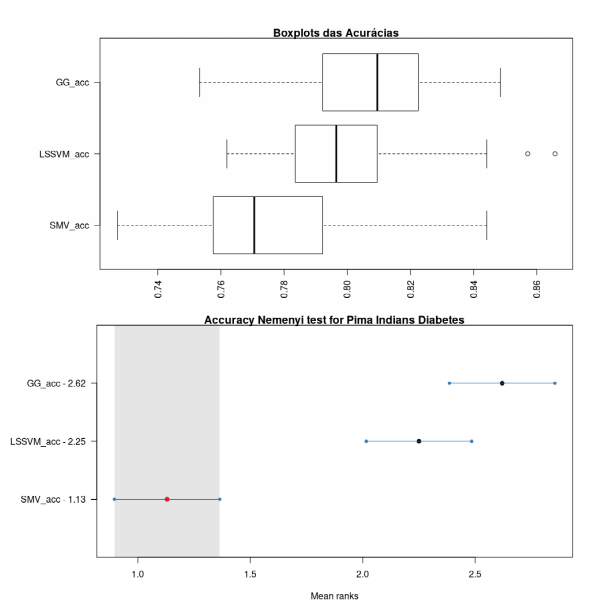 Boxplots das Acurácias
GG_acc
LSSVM_acc
SMV_acc
0.74 0.76 0.78 0.80 0.82 0.84 0.86
Accuracy Nemenyi test for Pima Indians Diabetes
GG_acc - 2.62
LSSVM_acc - 2.25
SMV_acc - 1.13
1.0 1.5 2.0 2.5
Mean ranks